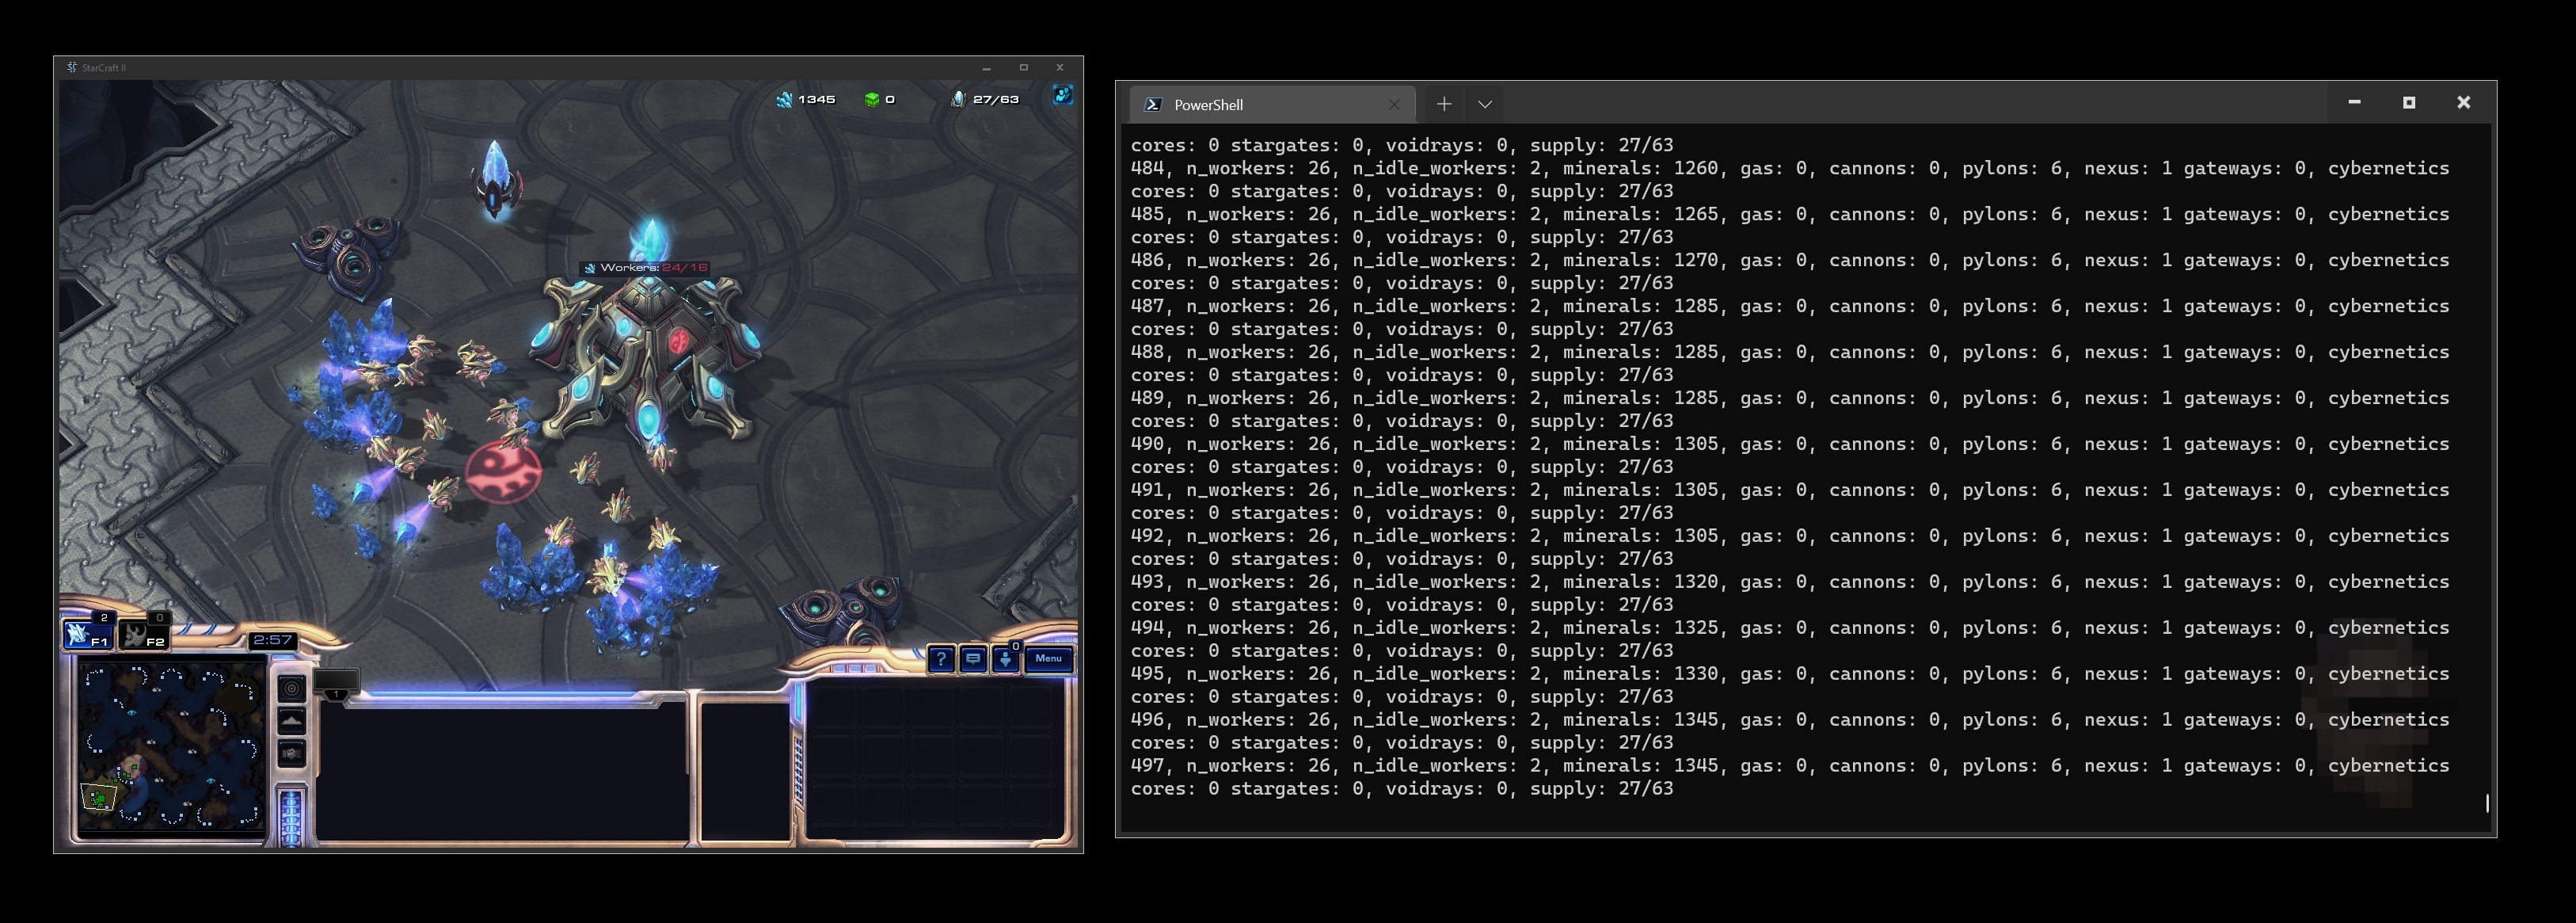 StarCraft II
1345 0 27/63
Workers: 24/16
2 0
F1 F2
2:57
? 0 Menu
1
PowerShell
cores: 0 stargates: 0, voidrays: 0, supply: 27/63
484, n_workers: 26, n_idle_workers: 2, minerals: 1260, gas: 0, cannons: 0, pylons: 6, nexus: 1 gateways: 0, cybernetics
cores: 0 stargates: 0, voidrays: 0, supply: 27/63
485, n_workers: 26, n_idle_workers: 2, minerals: 1265, gas: 0, cannons: 0, pylons: 6, nexus: 1 gateways: 0, cybernetics
cores: 0 stargates: 0, voidrays: 0, supply: 27/63
486, n_workers: 26, n_idle_workers: 2, minerals: 1270, gas: 0, cannons: 0, pylons: 6, nexus: 1 gateways: 0, cybernetics
cores: 0 stargates: 0, voidrays: 0, supply: 27/63
487, n_workers: 26, n_idle_workers: 2, minerals: 1285, gas: 0, cannons: 0, pylons: 6, nexus: 1 gateways: 0, cybernetics
cores: 0 stargates: 0, voidrays: 0, supply: 27/63
488, n_workers: 26, n_idle_workers: 2, minerals: 1285, gas: 0, cannons: 0, pylons: 6, nexus: 1 gateways: 0, cybernetics
cores: 0 stargates: 0, voidrays: 0, supply: 27/63
489, n_workers: 26, n_idle_workers: 2, minerals: 1285, gas: 0, cannons: 0, pylons: 6, nexus: 1 gateways: 0, cybernetics
cores: 0 stargates: 0, voidrays: 0, supply: 27/63
490, n_workers: 26, n_idle_workers: 2, minerals: 1305, gas: 0, cannons: 0, pylons: 6, nexus: 1 gateways: 0, cybernetics
cores: 0 stargates: 0, voidrays: 0, supply: 27/63
491, n_workers: 26, n_idle_workers: 2, minerals: 1305, gas: 0, cannons: 0, pylons: 6, nexus: 1 gateways: 0, cybernetics
cores: 0 stargates: 0, voidrays: 0, supply: 27/63
492, n_workers: 26, n_idle_workers: 2, minerals: 1305, gas: 0, cannons: 0, pylons: 6, nexus: 1 gateways: 0, cybernetics
cores: 0 stargates: 0, voidrays: 0, supply: 27/63
493, n_workers: 26, n_idle_workers: 2, minerals: 1320, gas: 0, cannons: 0, pylons: 6, nexus: 1 gateways: 0, cybernetics
cores: 0 stargates: 0, voidrays: 0, supply: 27/63
494, n_workers: 26, n_idle_workers: 2, minerals: 1325, gas: 0, cannons: 0, pylons: 6, nexus: 1 gateways: 0, cybernetics
cores: 0 stargates: 0, voidrays: 0, supply: 27/63
495, n_workers: 26, n_idle_workers: 2, minerals: 1330, gas: 0, cannons: 0, pylons: 6, nexus: 1 gateways: 0, cybernetics
cores: 0 stargates: 0, voidrays: 0, supply: 27/63
496, n_workers: 26, n_idle_workers: 2, minerals: 1345, gas: 0, cannons: 0, pylons: 6, nexus: 1 gateways: 0, cybernetics
cores: 0 stargates: 0, voidrays: 0, supply: 27/63
497, n_workers: 26, n_idle_workers: 2, minerals: 1345, gas: 0, cannons: 0, pylons: 6, nexus: 1 gateways: 0, cybernetics
cores: 0 stargates: 0, voidrays: 0, supply: 27/63